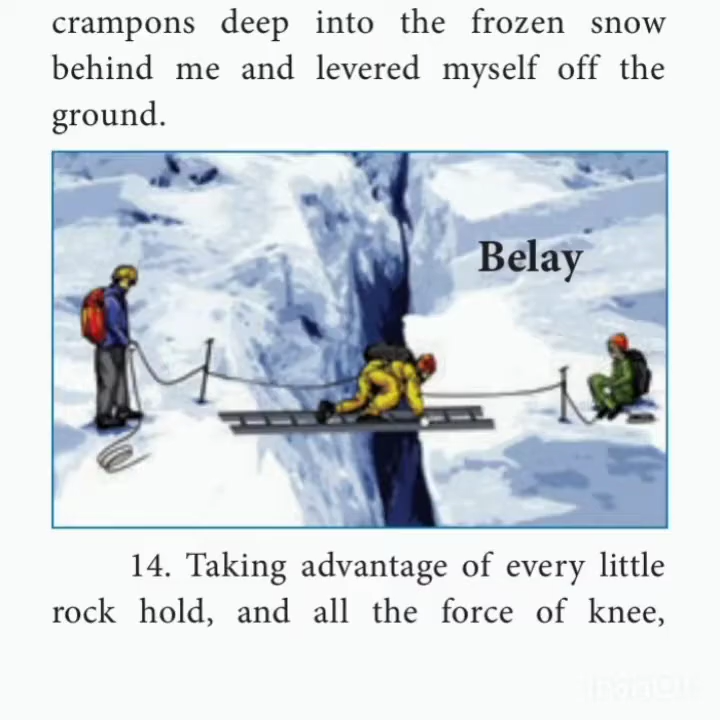 crampons deep into the frozen snow
behind me and levered myself off the
ground.
Belay
14. Taking advantage of every little
rock hold, and all the force of knee,